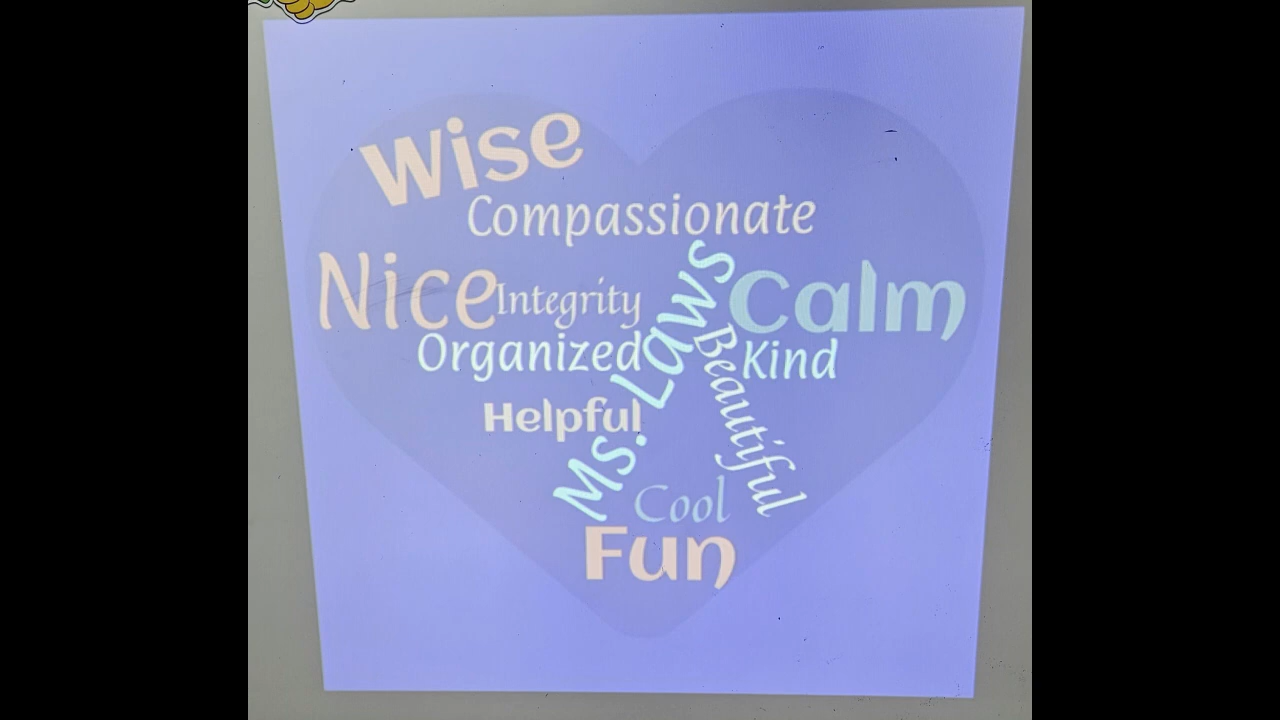 Wise
Compassionate
Nice
Integrity
Calm
Organized
Ms. Laws
Beautiful
Kind
Helpful
Cool
Fun